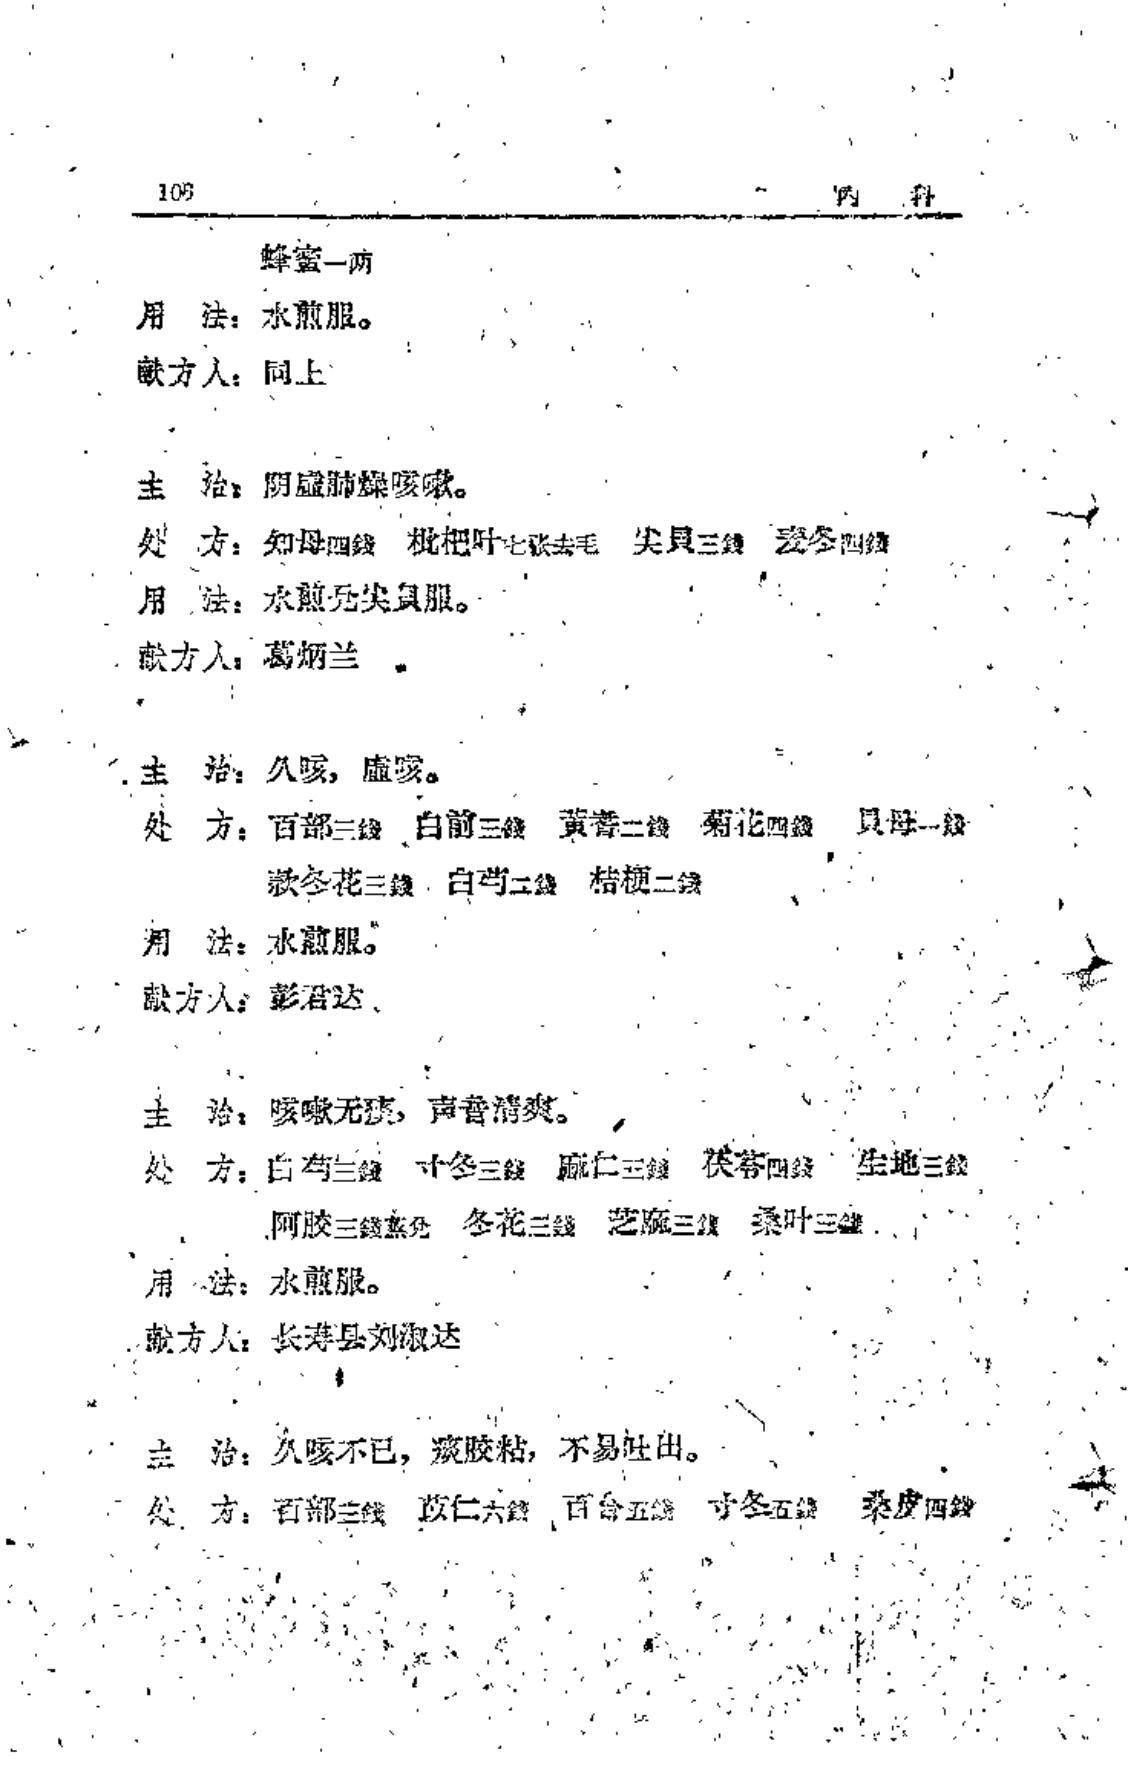 106 内 科
蜂蜜一两
用 法：水煎服。
献方人：同上
主 治：阴虚肺燥咳嗽。
处 方：知母四錢 枇杷叶七张去毛 尖貝三錢 麦冬四錢
用 法：水煎兑尖貝服。
献方人：葛炳兰
主 治：久咳，虚咳。
处 方：百部三錢 白前三錢 黄蓍二錢 菊花四錢 貝母一錢
款冬花三錢 白芍二錢 桔梗二錢
用 法：水煎服。
献方人：彭君达
主 治：咳嗽无痰，声音清爽。
处 方：白芍三錢 寸冬三錢 麻仁三錢 茯苓四錢 生地三錢
阿胶三錢蒸兑 冬花三錢 芝麻三錢 桑叶三錢
用 法：水煎服。
献方人：长寿县刘淑达
主 治：久咳不已，痰胶粘，不易吐出。
处 方：百部三錢 苡仁六錢 百合五錢 寸冬五錢 桑皮四錢